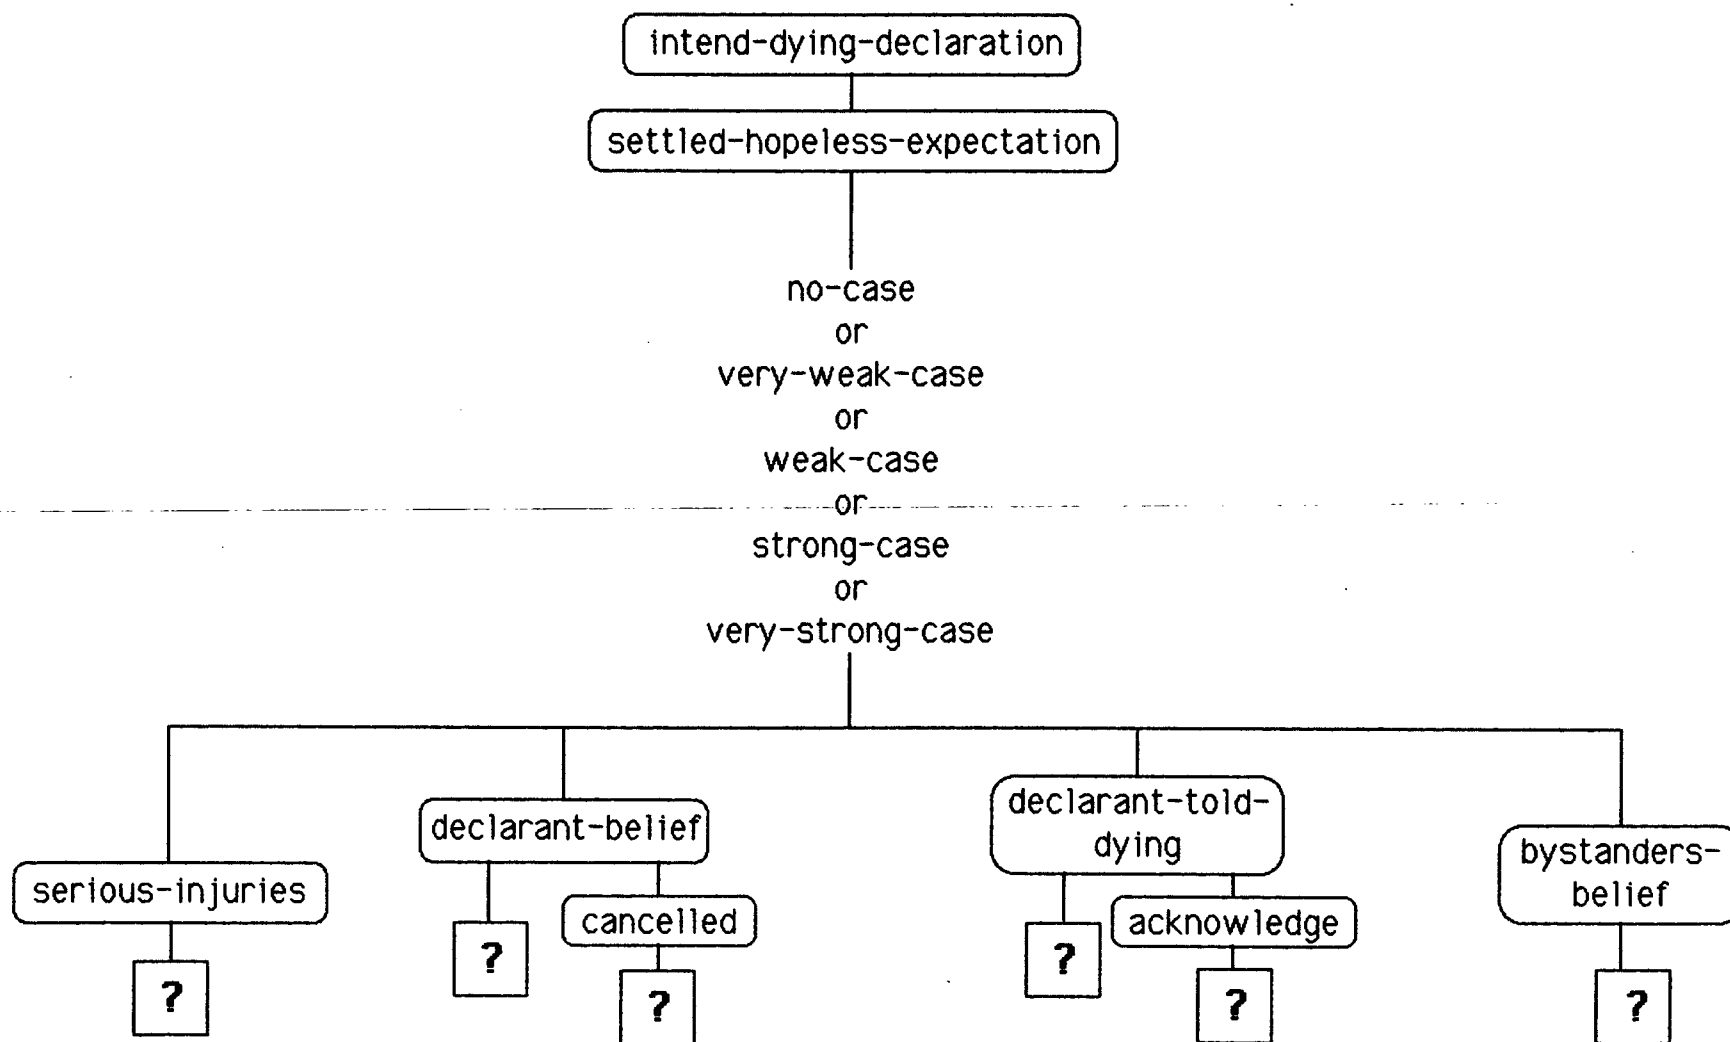 intend-dying-declaration
settled-hopeless-expectation
no-case
or
very-weak-case
or
weak-case
or
strong-case
or
very-strong-case
serious-injuries
?
declarant-belief
?
cancelled
?
declarant-told-
dying
?
acknowledge
?
bystanders-
belief
?